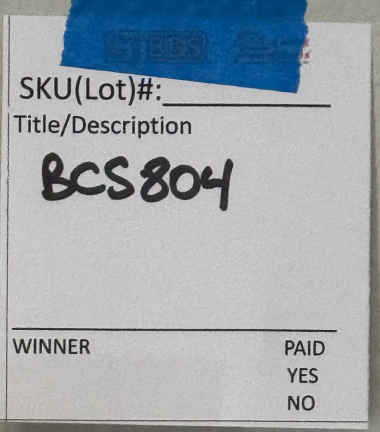 SKU(Lot)#:
Title/Description
BCS804
WINNER PAID
YES
NO